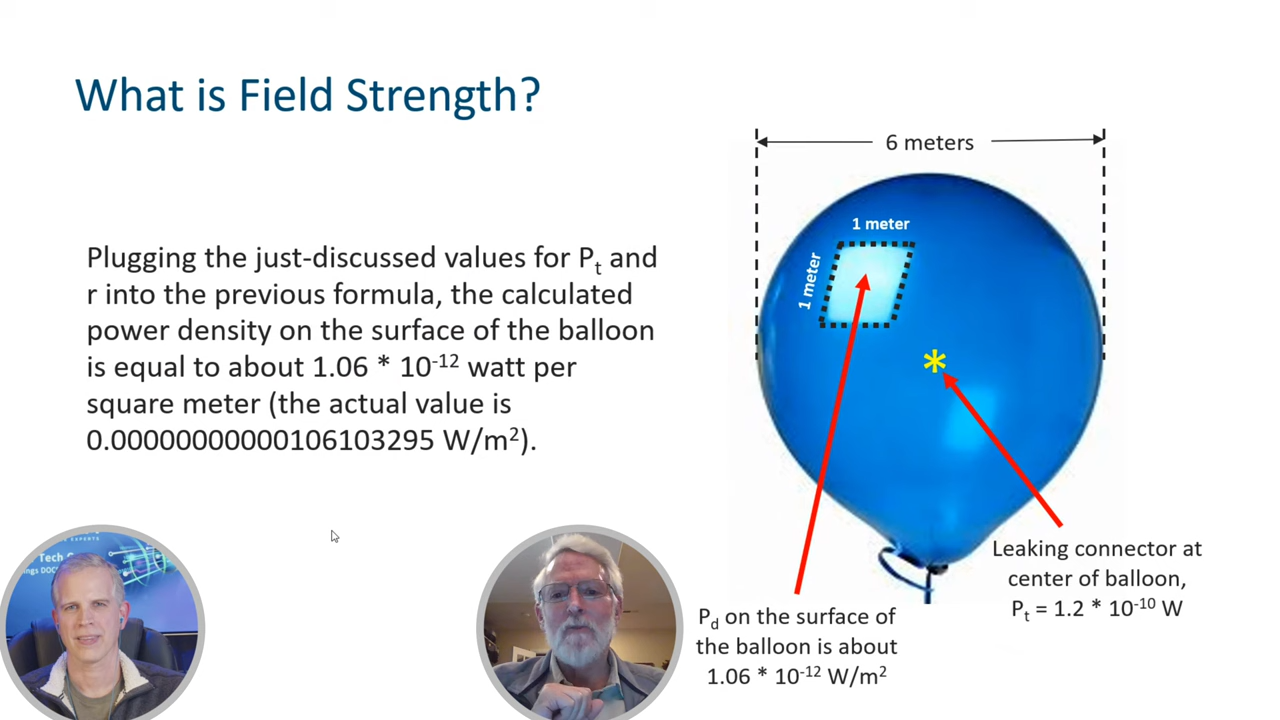 What is Field Strength?
6 meters
1 meter
1 meter
Plugging the just-discussed values for Pt and
r into the previous formula, the calculated
power density on the surface of the balloon
is equal to about 1.06 * 10-12 watt per
square meter (the actual value is
0.00000000000106103295 W/m2).
*
Leaking connector at
center of balloon,
Pt = 1.2 * 10-10 W
Pd on the surface of
the balloon is about
1.06 * 10-12 W/m2
EXPERTS
Tech
ngs DOC